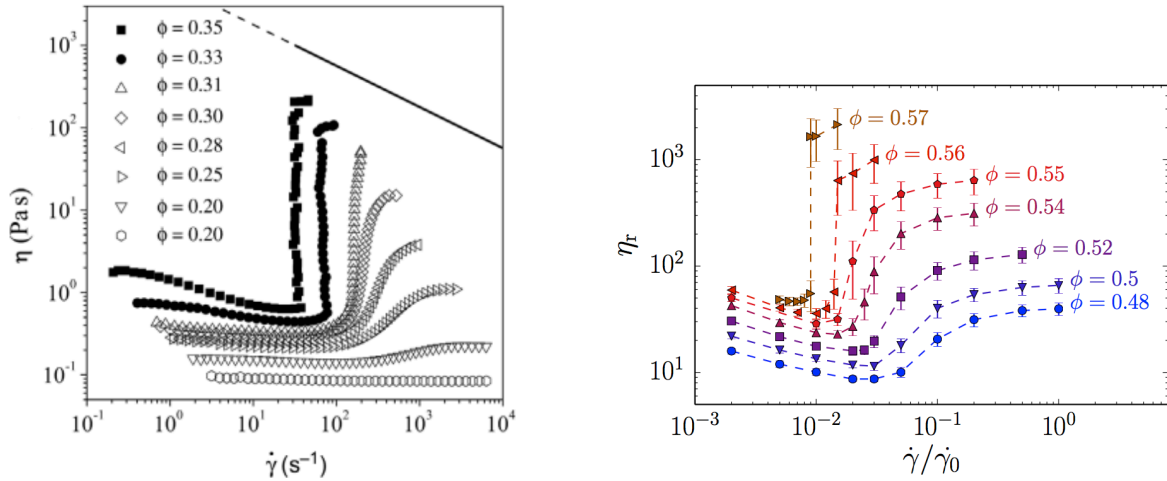 10³
10²
10¹
10⁰
10⁻¹
η (Pa s)
ϕ = 0.35
ϕ = 0.33
ϕ = 0.31
ϕ = 0.30
ϕ = 0.28
ϕ = 0.25
ϕ = 0.20
ϕ = 0.20
10⁻¹ 10⁰ 10¹ 10² 10³ 10⁴
γ̇ (s⁻¹)
10³
10²
10¹
ηr
ϕ = 0.57
ϕ = 0.56
ϕ = 0.55
ϕ = 0.54
ϕ = 0.52
ϕ = 0.5
ϕ = 0.48
10⁻³ 10⁻² 10⁻¹ 10⁰
γ̇/γ̇₀